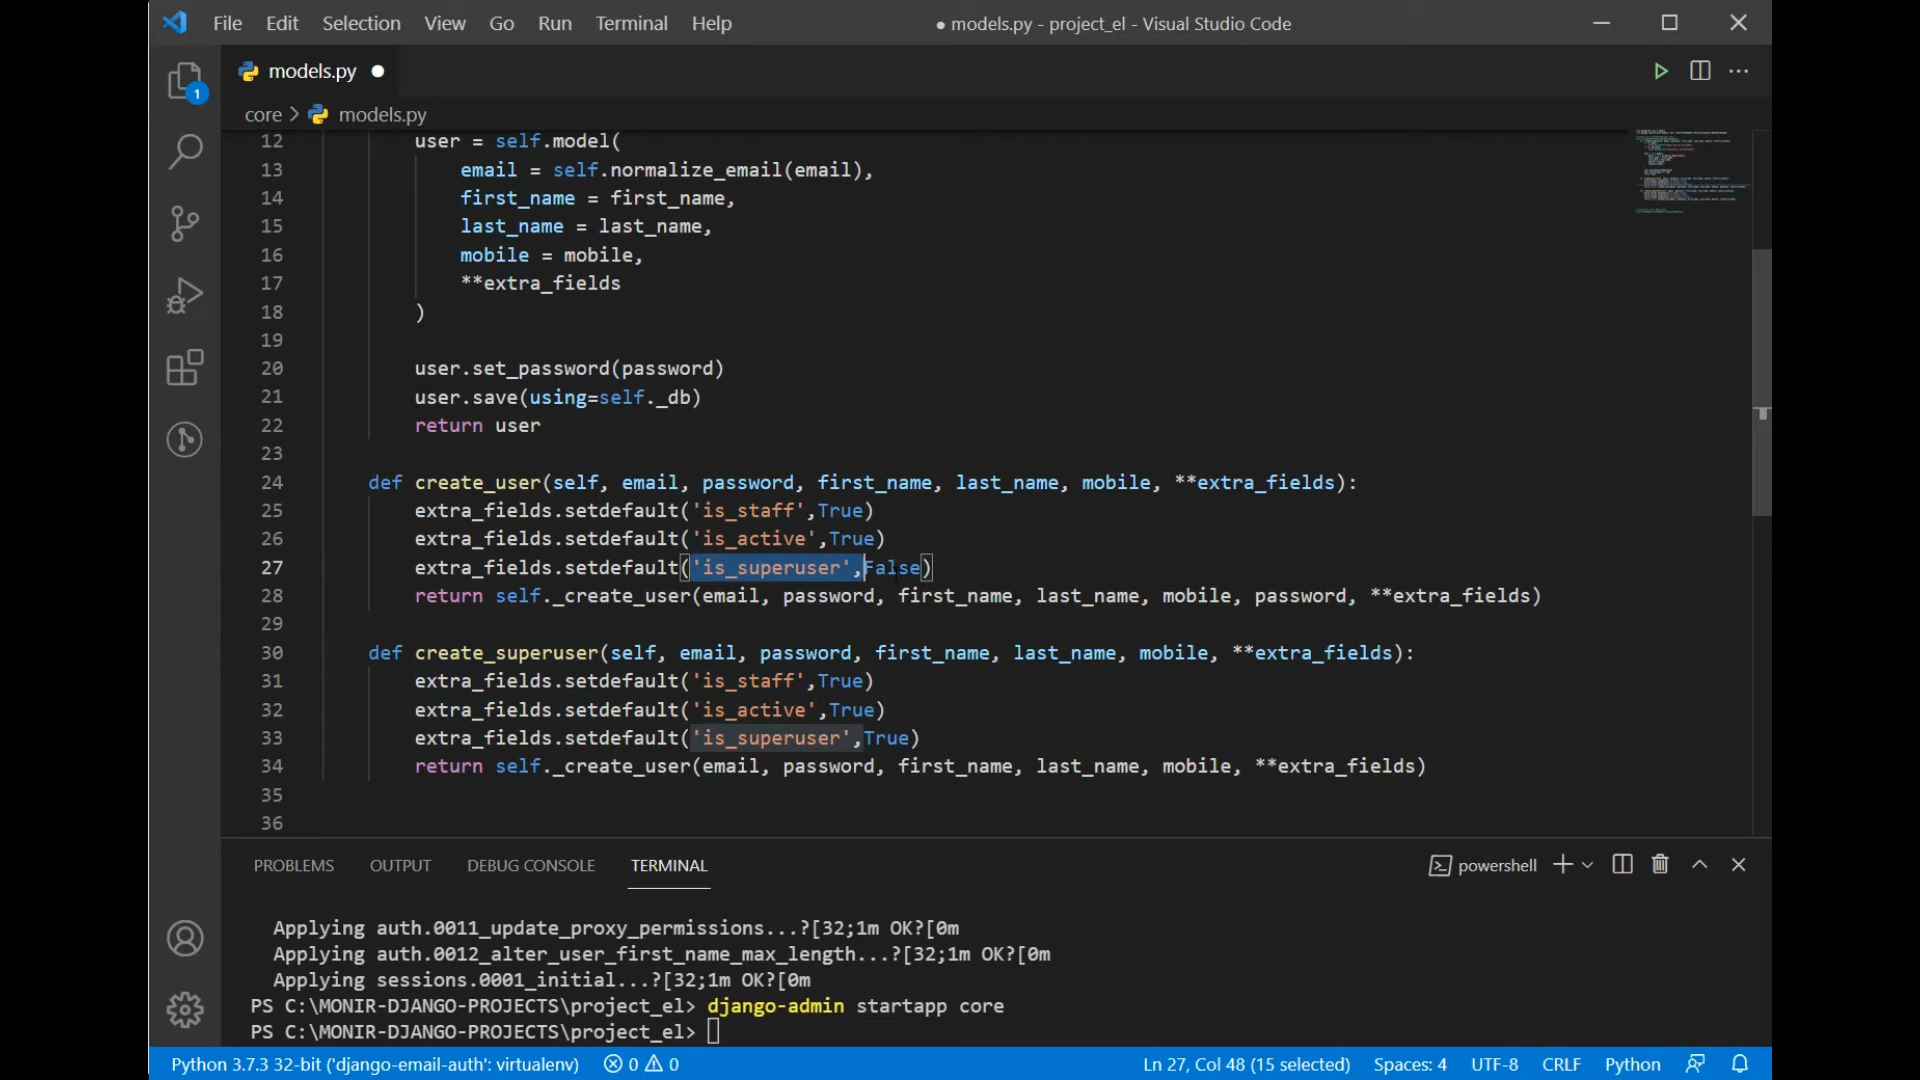 File Edit Selection View Go Run Terminal Help ● models.py - project_el - Visual Studio Code
models.py
1
core > models.py
12 user = self.model(
13 email = self.normalize_email(email),
14 first_name = first_name,
15 last_name = last_name,
16 mobile = mobile,
17 **extra_fields
18 )
19
20 user.set_password(password)
21 user.save(using=self._db)
22 return user
23
24 def create_user(self, email, password, first_name, last_name, mobile, **extra_fields):
25 extra_fields.setdefault('is_staff',True)
26 extra_fields.setdefault('is_active',True)
27 extra_fields.setdefault('is_superuser',False)
28 return self._create_user(email, password, first_name, last_name, mobile, password, **extra_fields)
29
30 def create_superuser(self, email, password, first_name, last_name, mobile, **extra_fields):
31 extra_fields.setdefault('is_staff',True)
32 extra_fields.setdefault('is_active',True)
33 extra_fields.setdefault('is_superuser',True)
34 return self._create_user(email, password, first_name, last_name, mobile, **extra_fields)
35
36
PROBLEMS OUTPUT DEBUG CONSOLE TERMINAL powershell
Applying auth.0011_update_proxy_permissions...?[32;1m OK?[0m
Applying auth.0012_alter_user_first_name_max_length...?[32;1m OK?[0m
Applying sessions.0001_initial...?[32;1m OK?[0m
PS C:\MONIR-DJANGO-PROJECTS\project_el> django-admin startapp core
PS C:\MONIR-DJANGO-PROJECTS\project_el>
Python 3.7.3 32-bit ('django-email-auth': virtualenv) 0 0 Ln 27, Col 48 (15 selected) Spaces: 4 UTF-8 CRLF Python